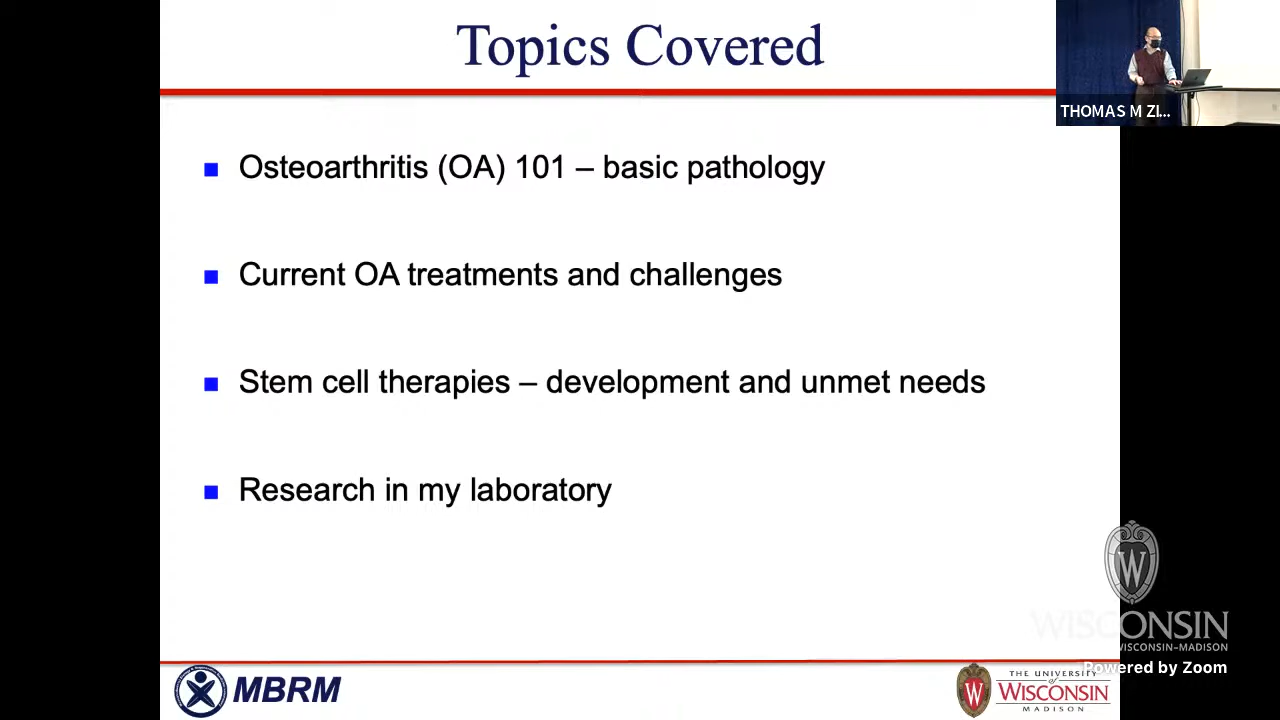 Topics Covered
THOMAS M ZI...
Osteoarthritis (OA) 101 – basic pathology
Current OA treatments and challenges
Stem cell therapies – development and unmet needs
Research in my laboratory
W
WISCONSIN
WISCONSIN–MADISON
Powered by Zoom
MBRM
W
THE UNIVERSITY
of
WISCONSIN
MADISON